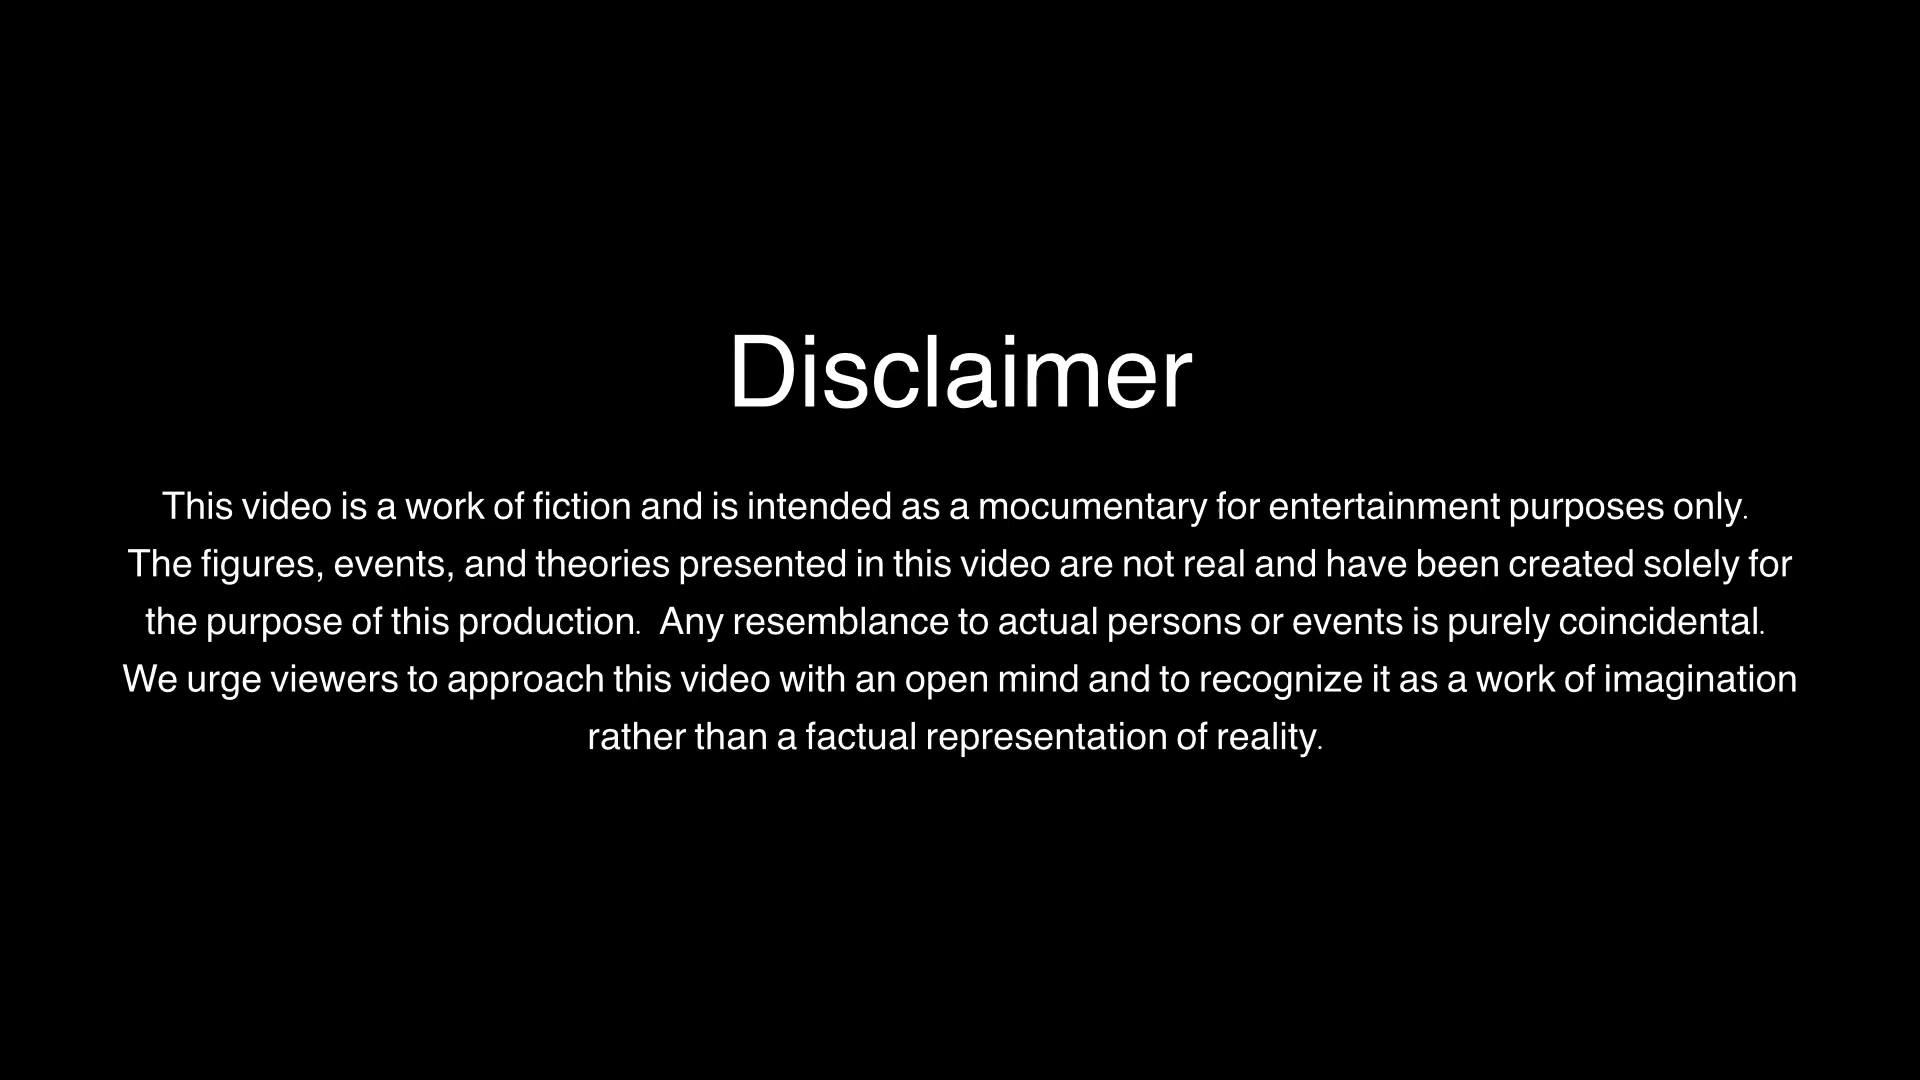 Disclaimer
This video is a work of fiction and is intended as a mocumentary for entertainment purposes only.
The figures, events, and theories presented in this video are not real and have been created solely for
the purpose of this production.  Any resemblance to actual persons or events is purely coincidental.
We urge viewers to approach this video with an open mind and to recognize it as a work of imagination
rather than a factual representation of reality.